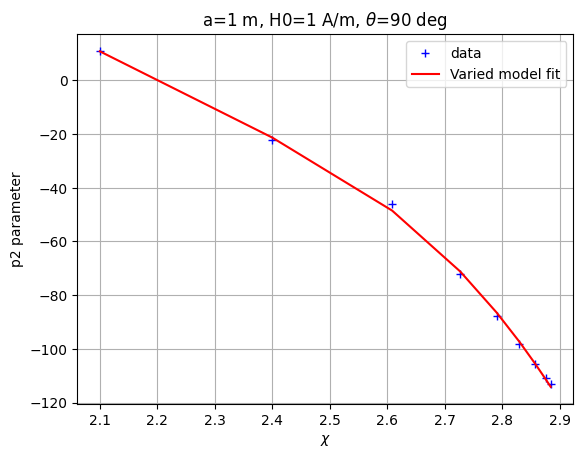 a=1 m, H0=1 A/m, θ=90 deg
data
Varied model fit
p2 parameter
0
−20
−40
−60
−80
−100
−120
2.1 2.2 2.3 2.4 2.5 2.6 2.7 2.8 2.9
χ